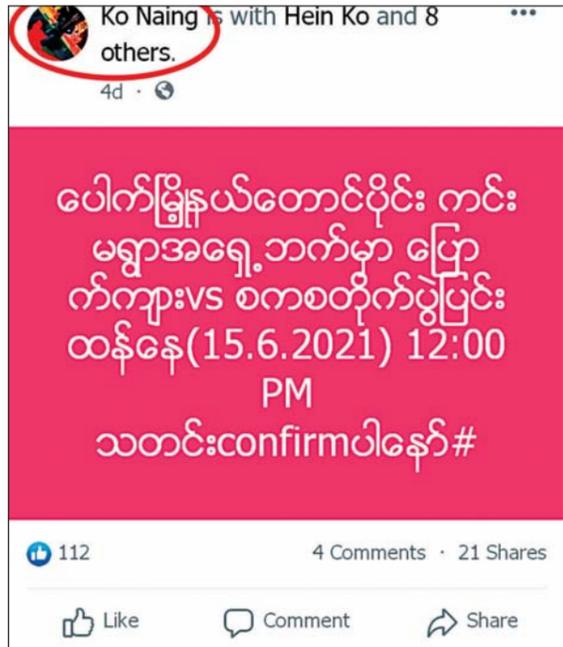 Ko Naing is with Hein Ko and 8
others.
4d ·
ပေါက်မြို့နယ်တောင်ပိုင်း ကင်း
မရွာအရှေ့ဘက်မှာ ပြော
က်ကျားvs စကစတိုက်ပွဲပြင်း
ထန်နေ(15.6.2021) 12:00
PM
သတင်းconfirmပါနော်#
112
4 Comments · 21 Shares
Like Comment Share